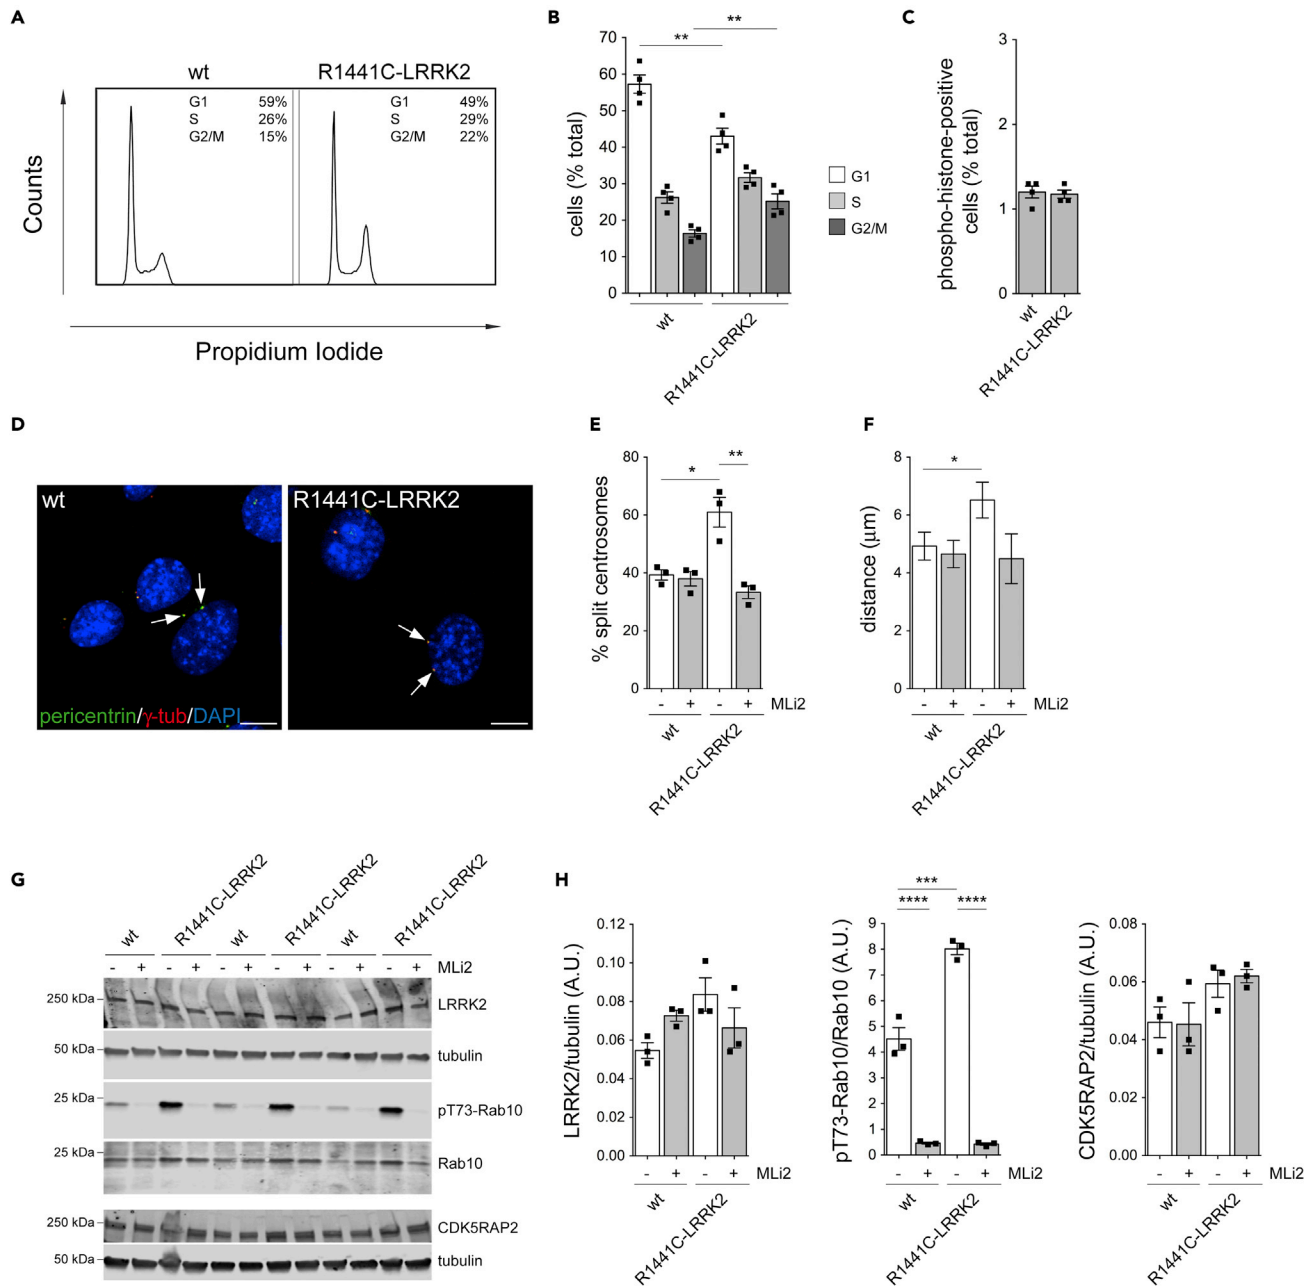 A
wt
R1441C-LRRK2
G1 59%
S 26%
G2/M 15%
G1 49%
S 29%
G2/M 22%
Counts
Propidium Iodide
B
**
**
cells (% total)
70
60
50
40
30
20
10
0
wt
R1441C-LRRK2
G1
S
G2/M
C
phospho-histone-positive
cells (% total)
3
2
1
0
wt
R1441C-LRRK2
D
wt
R1441C-LRRK2
pericentrin/γ-tub/DAPI
E
% split centrosomes
80
60
40
20
0
*
**
- + - + MLi2
wt
R1441C-LRRK2
F
distance (μm)
8
6
4
2
0
*
- + - + MLi2
wt
R1441C-LRRK2
G
wt R1441C-LRRK2 wt R1441C-LRRK2 wt R1441C-LRRK2
- + - + - + - + - + - + MLi2
250 kDa LRRK2
50 kDa tubulin
25 kDa pT73-Rab10
25 kDa Rab10
250 kDa CDK5RAP2
50 kDa tubulin
H
LRRK2/tubulin (A.U.)
0.12
0.10
0.08
0.06
0.04
0.02
0.00
- + - + MLi2
wt
R1441C-LRRK2
pT73-Rab10/Rab10 (A.U.)
***
**** ****
9
8
7
6
5
4
3
2
1
0
- + - + MLi2
wt
R1441C-LRRK2
CDK5RAP2/tubulin (A.U.)
0.08
0.06
0.04
0.02
0.00
- + - + MLi2
wt
R1441C-LRRK2